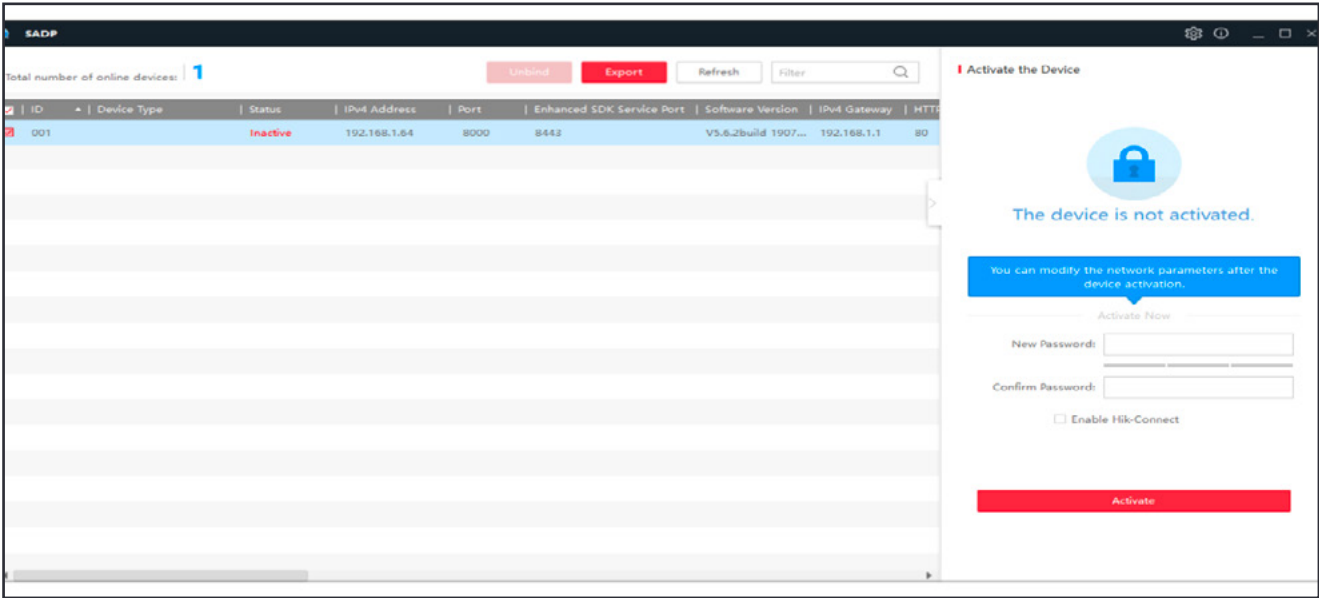 SADP
Total number of online devices: 1
Unbind
Export
Refresh
Filter
ID | Device Type | Status | IPv4 Address | Port | Enhanced SDK Service Port | Software Version | IPv4 Gateway | HTTP
001 Inactive 192.168.1.64 8000 8443 V5.6.2build 1907... 192.168.1.1 80
Activate the Device
The device is not activated.
You can modify the network parameters after the
device activation.
Activate Now
New Password:
Confirm Password:
Enable Hik-Connect
Activate